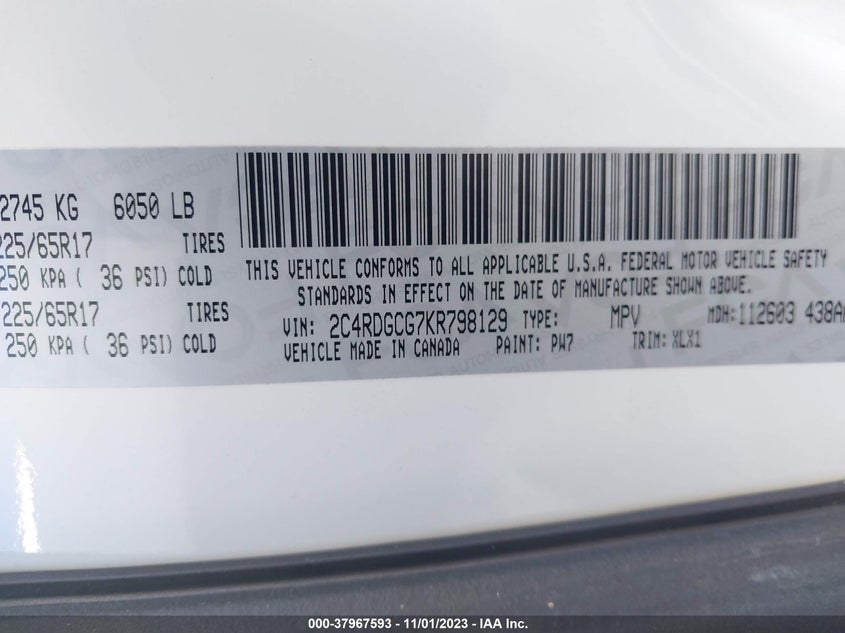 2745 KG 6050 LB
225/65R17 TIRES
250 KPA ( 36 PSI) COLD
225/65R17 TIRES
250 KPA ( 36 PSI) COLD
THIS VEHICLE CONFORMS TO ALL APPLICABLE U.S.A. FEDERAL MOTOR VEHICLE SAFETY
STANDARDS IN EFFECT ON THE DATE OF MANUFACTURE SHOWN ABOVE.
VIN: 2C4RDGCG7KR798129 TYPE: MPV MDH: 112603 438A
VEHICLE MADE IN CANADA PAINT: PW7 TRIM: XLX1
000-37967593 - 11/01/2023 - IAA Inc.